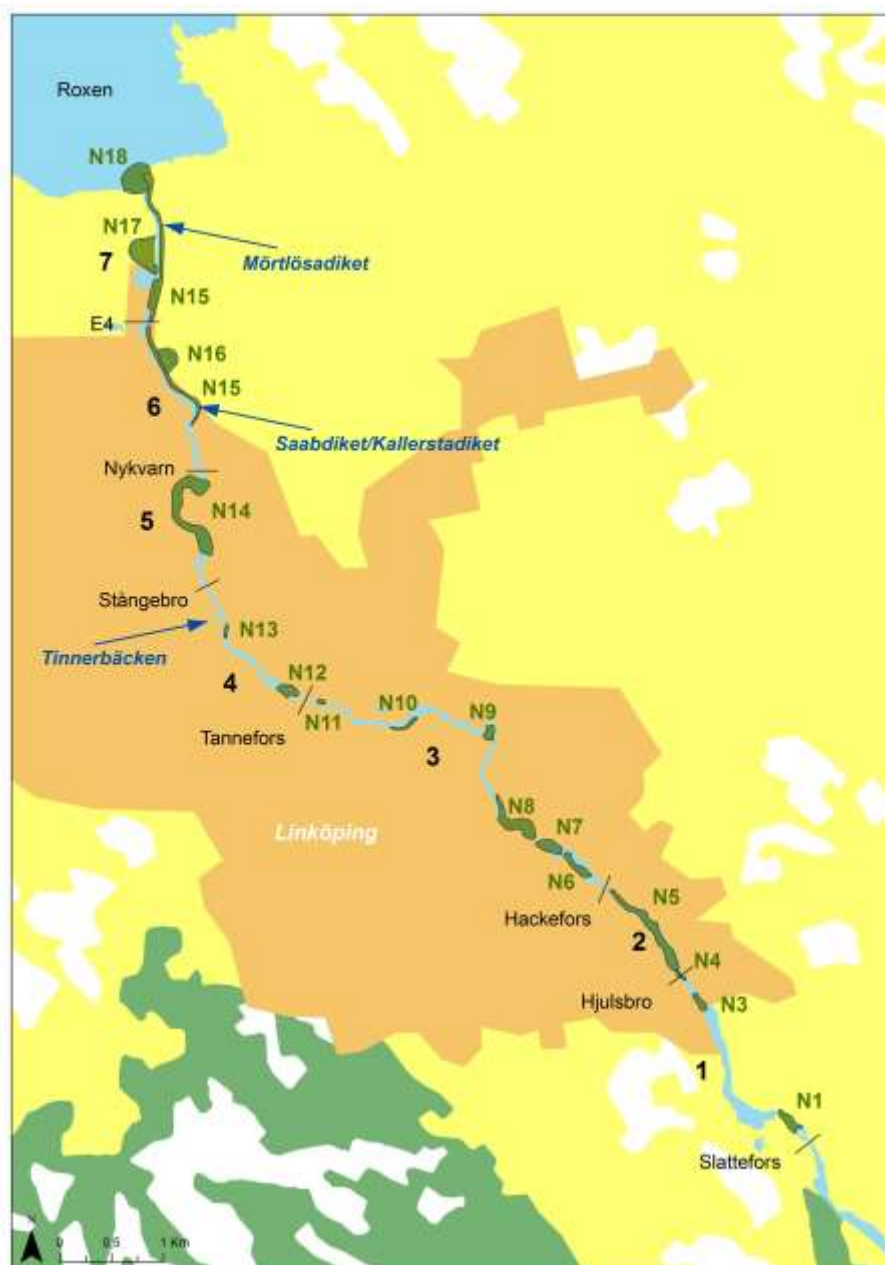 Roxen
N18
N17
7
Mörtlösadiket
N15
E4
N16
N15
6
Saabdiket/Kallerstadiket
Nykvarn
N14
5
Stångebro
N13
Tinnerbäcken
N12
4
N10
N9
N11
Tannefors
3
N8
Linköping
N7
N6
N5
Hackefors
2
N4
Hjulsbro
N3
1
N1
Slattefors
0 0,5 1 Km